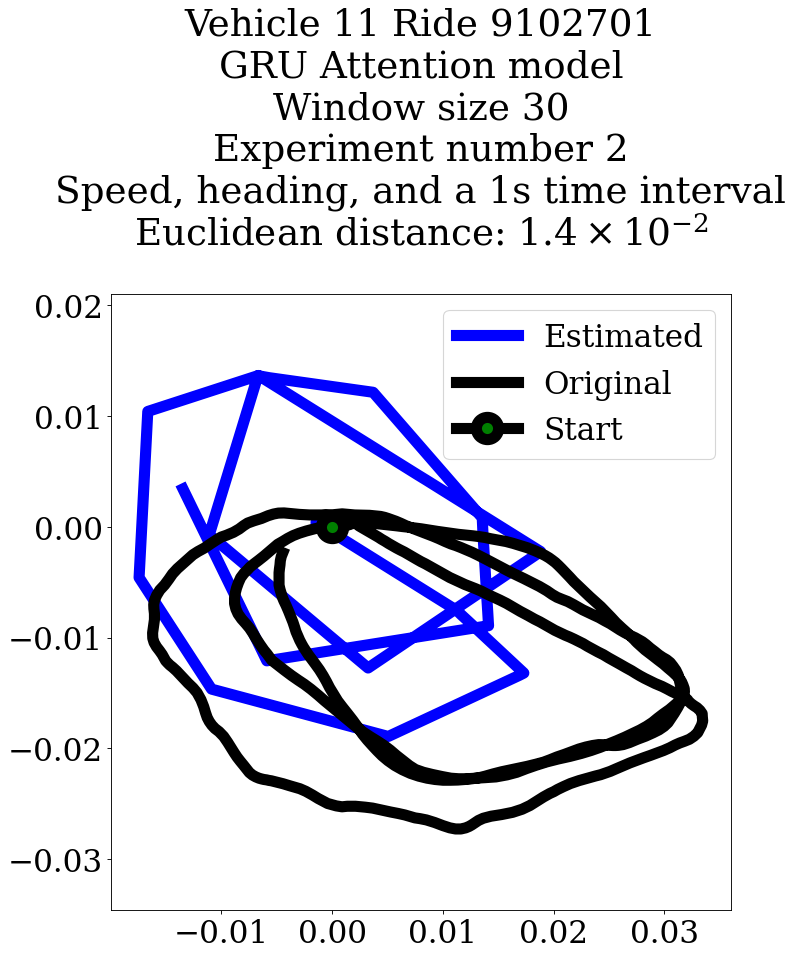 Vehicle 11 Ride 9102701
GRU Attention model
Window size 30
Experiment number 2
Speed, heading, and a 1s time interval
Euclidean distance: 1.4 × 10⁻²
0.02
0.01
0.00
−0.01
−0.02
−0.03
Estimated
Original
Start
−0.01 0.00 0.01 0.02 0.03